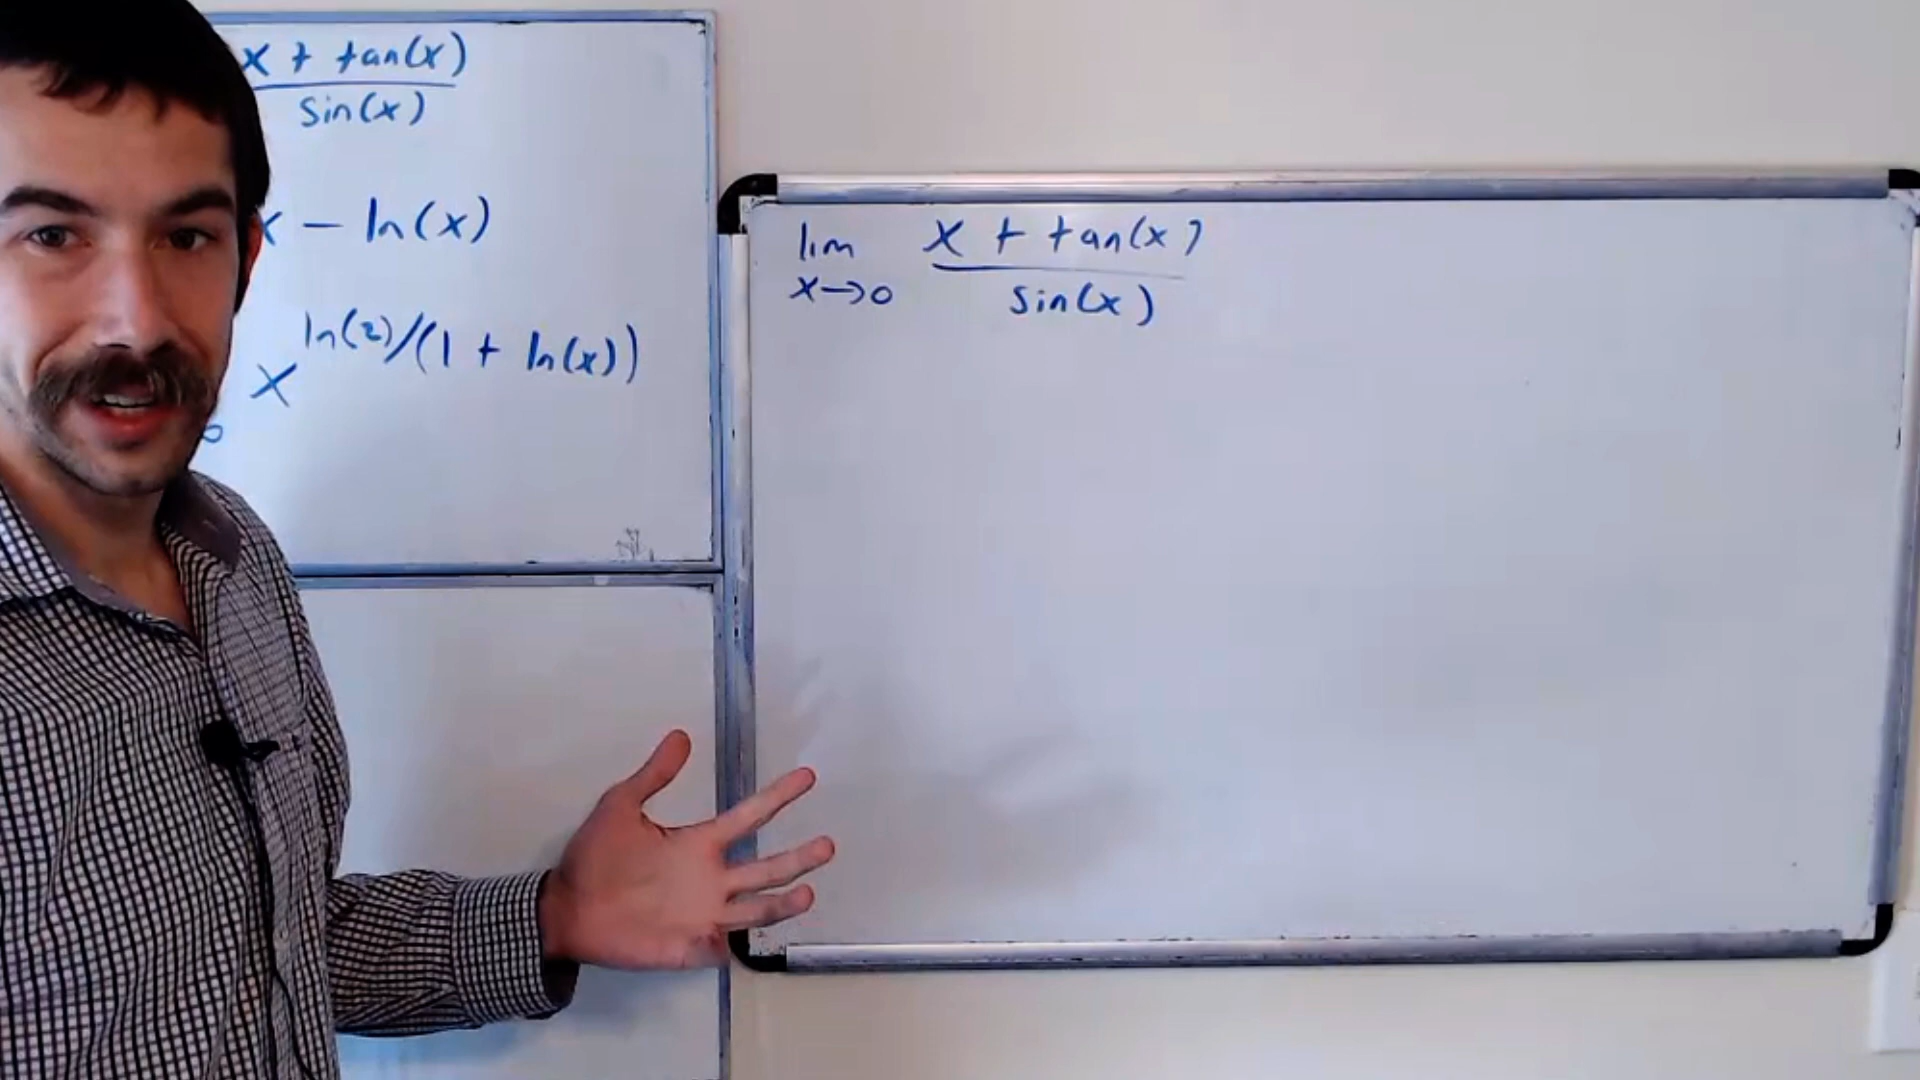 x + tan(x)
sin(x)
x − ln(x)
x^ln(2)/(1 + ln(x))
lim x→0 x + tan(x)
sin(x)